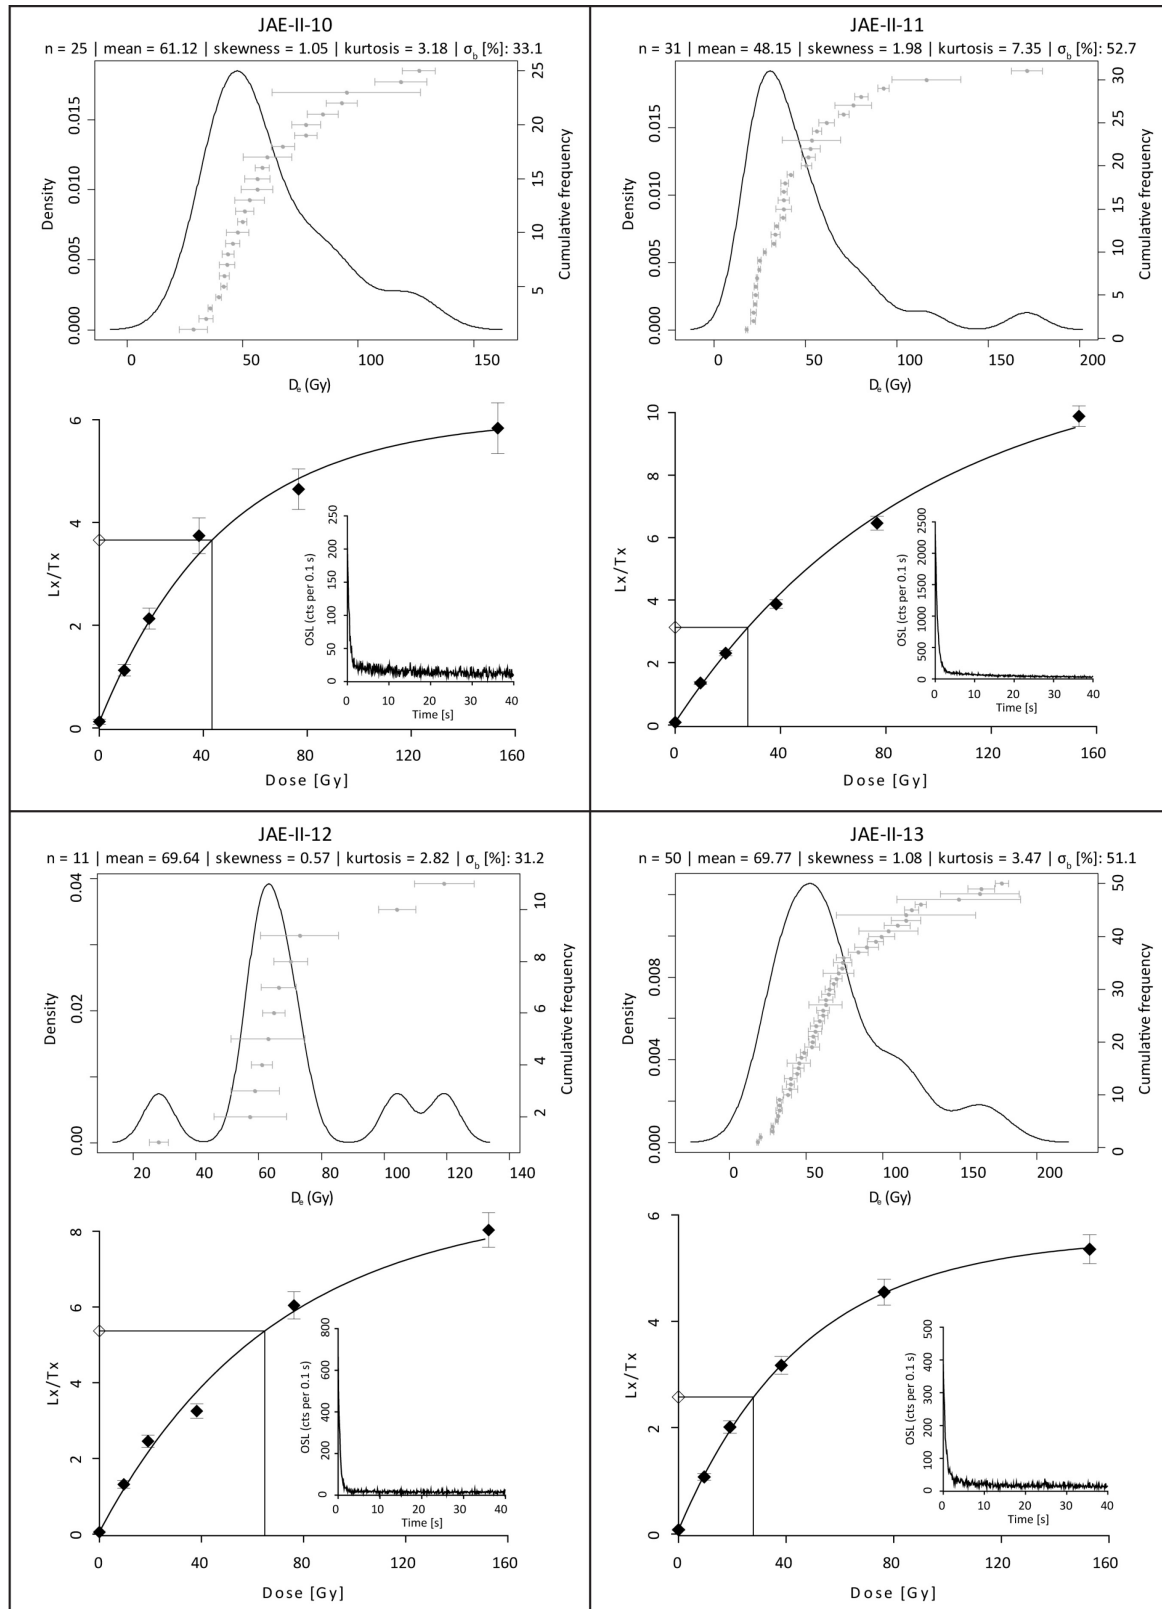 JAE-II-10
n = 25 | mean = 61.12 | skewness = 1.05 | kurtosis = 3.18 | σb [%]: 33.1
Density
0.000 0.005 0.010 0.015
Cumulative frequency
5 10 15 20 25
0 50 100 150
De (Gy)
Lx/Tx
0 2 4 6
OSL (cts per 0.1 s)
0 50 100 150 200 250
0 10 20 30 40
Time [s]
0 40 80 120 160
Dose [Gy]
JAE-II-11
n = 31 | mean = 48.15 | skewness = 1.98 | kurtosis = 7.35 | σb [%]: 52.7
Density
0.000 0.005 0.010 0.015
Cumulative frequency
0 5 10 15 20 25 30
0 50 100 150 200
De (Gy)
Lx/Tx
0 2 4 6 8 10
OSL (cts per 0.1 s)
0 500 1000 1500 2000 2500
0 10 20 30 40
Time [s]
0 40 80 120 160
Dose [Gy]
JAE-II-12
n = 11 | mean = 69.64 | skewness = 0.57 | kurtosis = 2.82 | σb [%]: 31.2
Density
0.00 0.02 0.04
Cumulative frequency
2 4 6 8 10
20 40 60 80 100 120 140
De (Gy)
Lx/Tx
0 2 4 6 8
OSL (cts per 0.1 s)
0 200 400 600 800
0 10 20 30 40
Time [s]
0 40 80 120 160
Dose [Gy]
JAE-II-13
n = 50 | mean = 69.77 | skewness = 1.08 | kurtosis = 3.47 | σb [%]: 51.1
Density
0.000 0.004 0.008
Cumulative frequency
0 10 20 30 40 50
0 50 100 150 200
De (Gy)
Lx/Tx
0 2 4 6
OSL (cts per 0.1 s)
0 100 200 300 400 500
0 10 20 30 40
Time [s]
0 40 80 120 160
Dose [Gy]